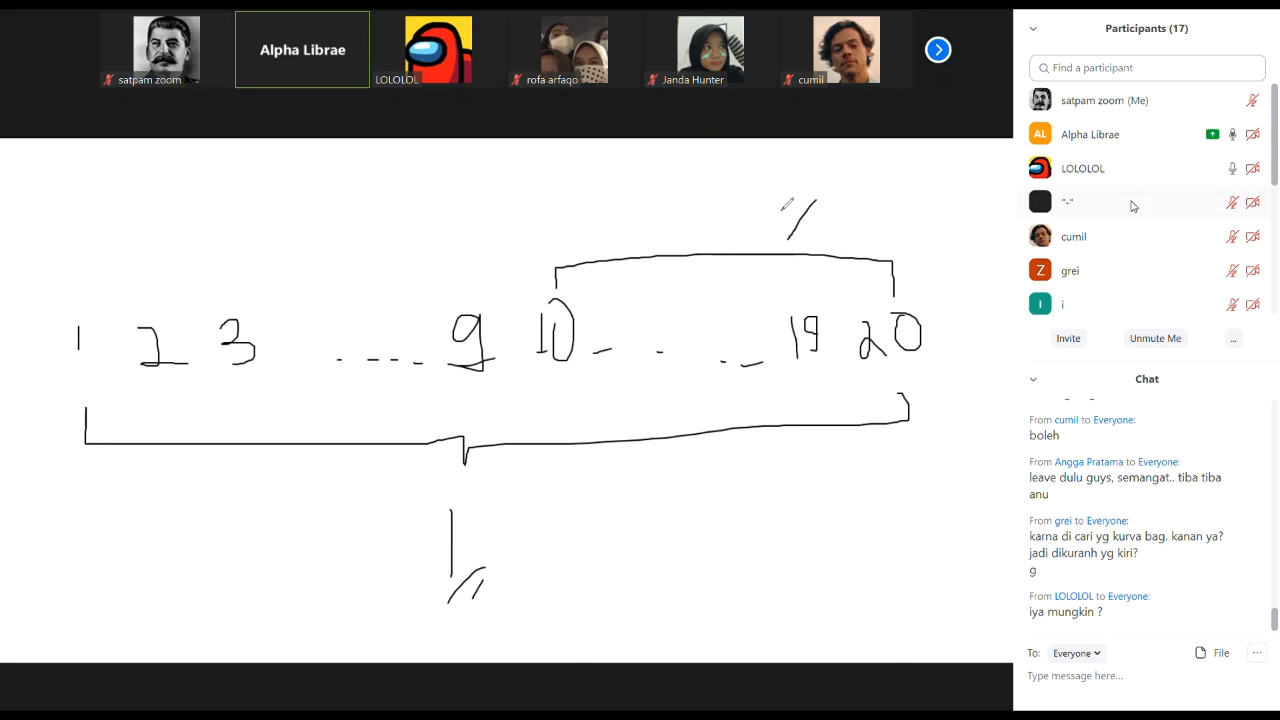 satpam zoom
Alpha Librae
LOLOLOL
rofa arfaqo
Janda Hunter
cumil
1 2 3 . - - - . 9 10 - . . - 19 20
Participants (17)
Find a participant
satpam zoom (Me)
AL Alpha Librae
LOLOLOL
"-"
cumil
Z grei
I i
Invite Unmute Me ...
Chat
From cumil to Everyone:
boleh
From Angga Pratama to Everyone:
leave dulu guys, semangat.. tiba tiba
anu
From grei to Everyone:
karna di cari yg kurva bag. kanan ya?
jadi dikuranh yg kiri?
g
From LOLOLOL to Everyone:
iya mungkin ?
To: Everyone File ...
Type message here...